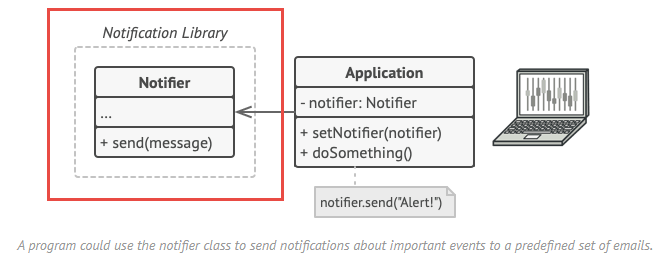 Notification Library
Notifier
...
+ send(message)
Application
- notifier: Notifier
+ setNotifier(notifier)
+ doSomething()
notifier.send("Alert!")
A program could use the notifier class to send notifications about important events to a predefined set of emails.